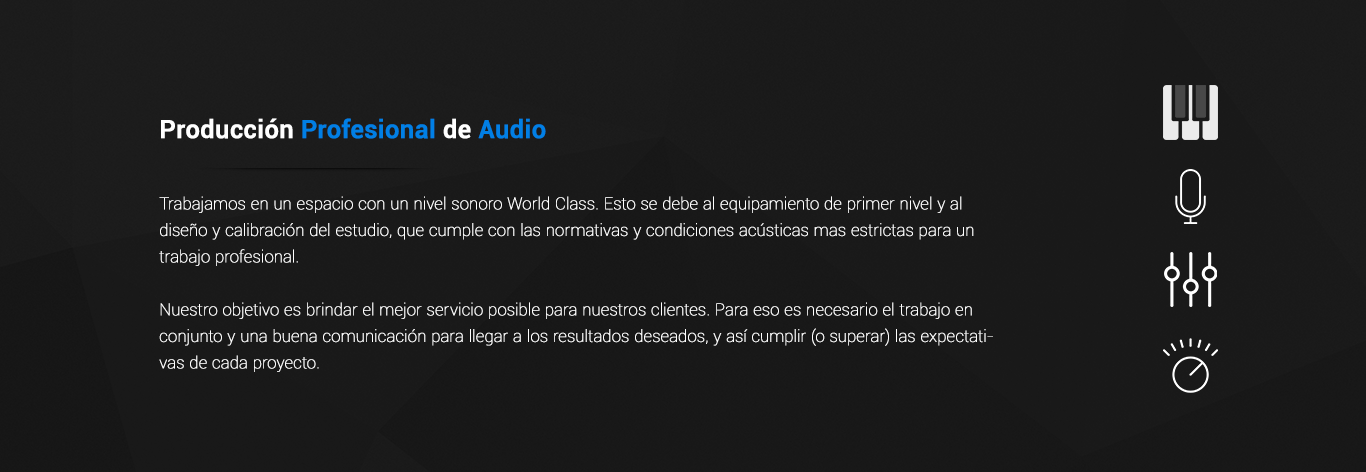 Producción Profesional de Audio
Trabajamos en un espacio con un nivel sonoro World Class. Esto se debe al equipamiento de primer nivel y al
diseño y calibración del estudio, que cumple con las normativas y condiciones acústicas mas estrictas para un
trabajo profesional.
Nuestro objetivo es brindar el mejor servicio posible para nuestros clientes. Para eso es necesario el trabajo en
conjunto y una buena comunicación para llegar a los resultados deseados, y así cumplir (o superar) las expectati-
vas de cada proyecto.